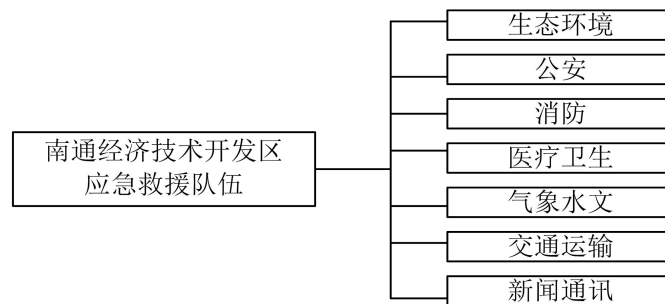 南通经济技术开发区
应急救援队伍
生态环境
公安
消防
医疗卫生
气象水文
交通运输
新闻通讯